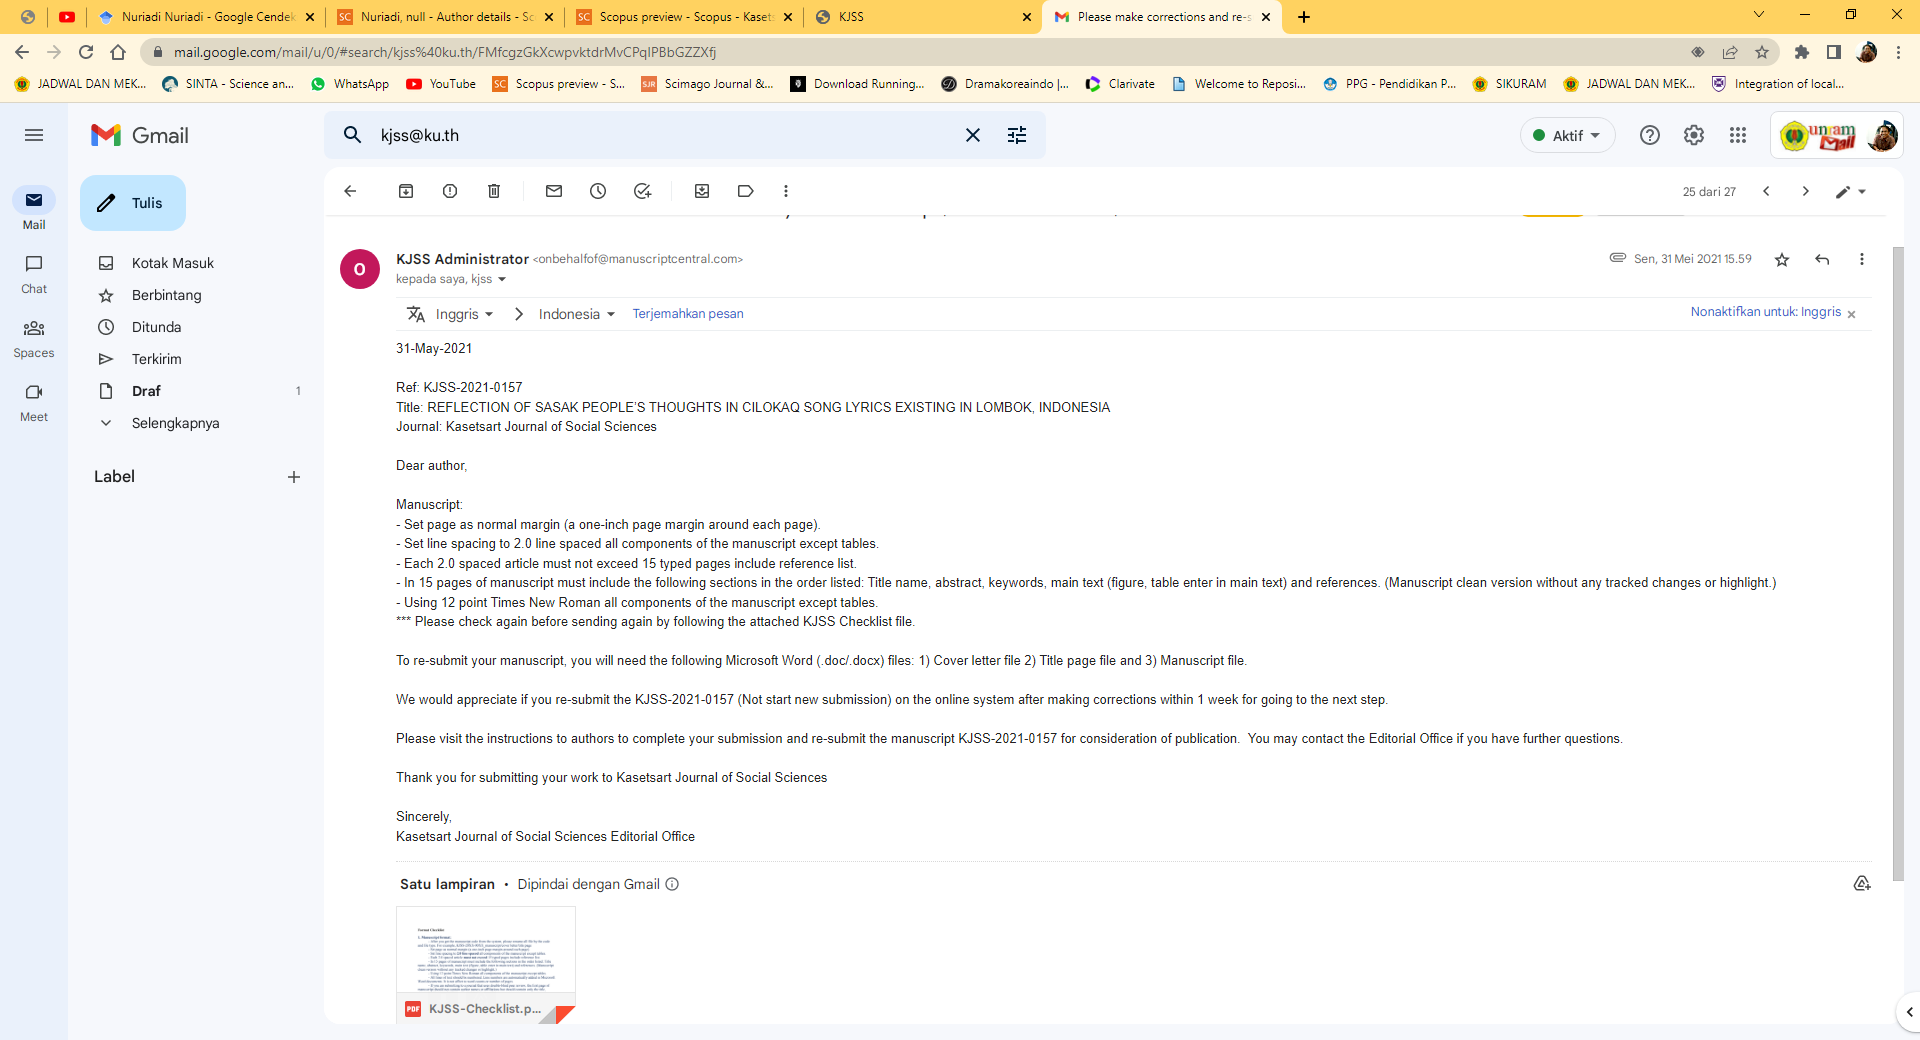 Nuriadi Nuriadi - Google Cendek
Nuriadi, null - Author details - Sc
Scopus preview - Scopus - Kaset
KJSS
Please make corrections and re-s
mail.google.com/mail/u/0/#search/kjss%40ku.th/FMfcgzGkXcwpvktdrMvCPqlPBbGZZXfj
JADWAL DAN MEK...
SINTA - Science an...
WhatsApp
YouTube
Scopus preview - S...
Scimago Journal &...
Download Running...
Dramakoreaindo |...
Clarivate
Welcome to Reposi...
PPG - Pendidikan P...
SIKURAM
JADWAL DAN MEK...
Integration of local...
Gmail
kjss@ku.th
Aktif
unram
Mail
Tulis
Mail
Chat
Spaces
Meet
Kotak Masuk
Berbintang
Ditunda
Terkirim
Draf 1
Selengkapnya
Label
25 dari 27
KJSS Administrator <onbehalfof@manuscriptcentral.com>
Sen, 31 Mei 2021 15.59
kepada saya, kjss
Inggris
Indonesia
Terjemahkan pesan
Nonaktifkan untuk: Inggris
31-May-2021
Ref: KJSS-2021-0157
Title: REFLECTION OF SASAK PEOPLE'S THOUGHTS IN CILOKAQ SONG LYRICS EXISTING IN LOMBOK, INDONESIA
Journal: Kasetsart Journal of Social Sciences
Dear author,
Manuscript:
- Set page as normal margin (a one-inch page margin around each page).
- Set line spacing to 2.0 line spaced all components of the manuscript except tables.
- Each 2.0 spaced article must not exceed 15 typed pages include reference list.
- In 15 pages of manuscript must include the following sections in the order listed: Title name, abstract, keywords, main text (figure, table enter in main text) and references. (Manuscript clean version without any tracked changes or highlight.)
- Using 12 point Times New Roman all components of the manuscript except tables.
*** Please check again before sending again by following the attached KJSS Checklist file.
To re-submit your manuscript, you will need the following Microsoft Word (.doc/.docx) files: 1) Cover letter file 2) Title page file and 3) Manuscript file.
We would appreciate if you re-submit the KJSS-2021-0157 (Not start new submission) on the online system after making corrections within 1 week for going to the next step.
Please visit the instructions to authors to complete your submission and re-submit the manuscript KJSS-2021-0157 for consideration of publication.  You may contact the Editorial Office if you have further questions.
Thank you for submitting your work to Kasetsart Journal of Social Sciences
Sincerely,
Kasetsart Journal of Social Sciences Editorial Office
Satu lampiran • Dipindai dengan Gmail
KJSS-Checklist.p...